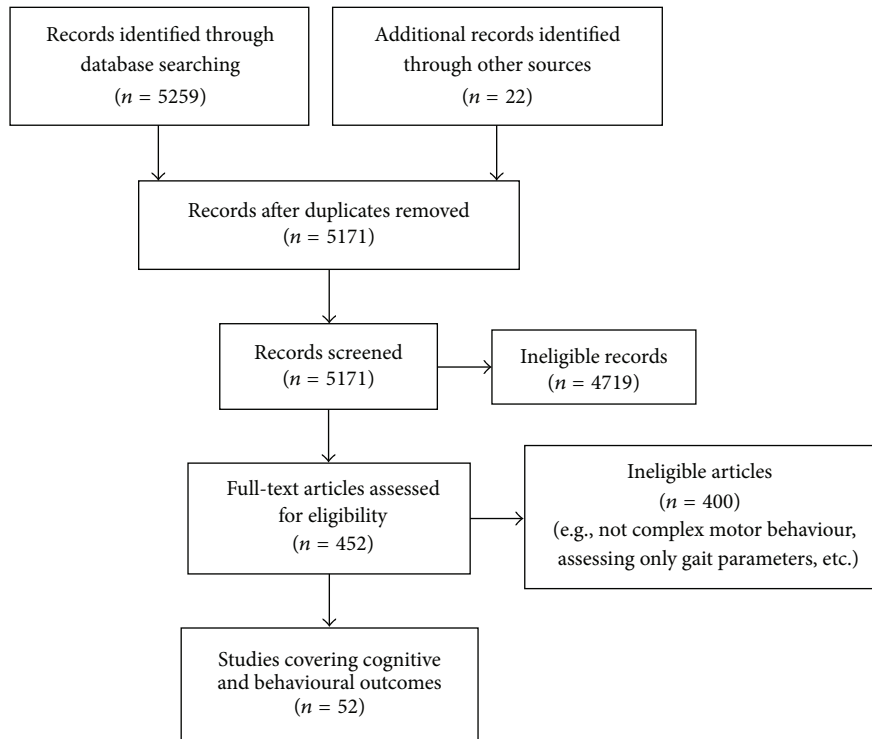 Records identified through
database searching
(n = 5259)
Additional records identified
through other sources
(n = 22)
Records after duplicates removed
(n = 5171)
Records screened
(n = 5171)
Ineligible records
(n = 4719)
Full-text articles assessed
for eligibility
(n = 452)
Ineligible articles
(n = 400)
(e.g., not complex motor behaviour,
assessing only gait parameters, etc.)
Studies covering cognitive
and behavioural outcomes
(n = 52)